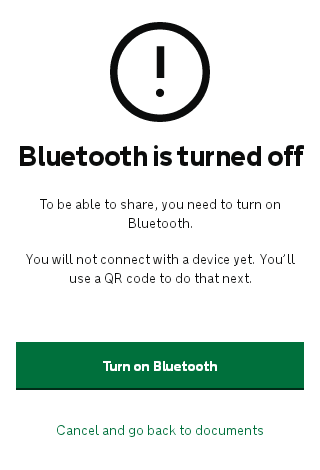 Bluetooth is turned off
To be able to share, you need to turn on
Bluetooth.
You will not connect with a device yet. You'll
use a QR code to do that next.
Turn on Bluetooth
Cancel and go back to documents